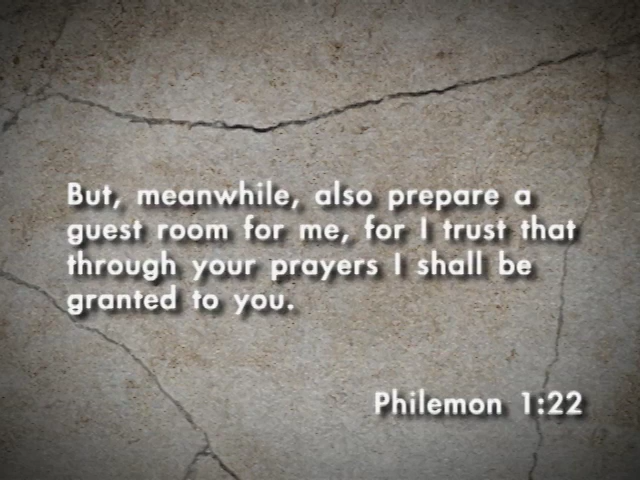 But, meanwhile, also prepare a
guest room for me, for I trust that
through your prayers I shall be
granted to you.
Philemon 1:22